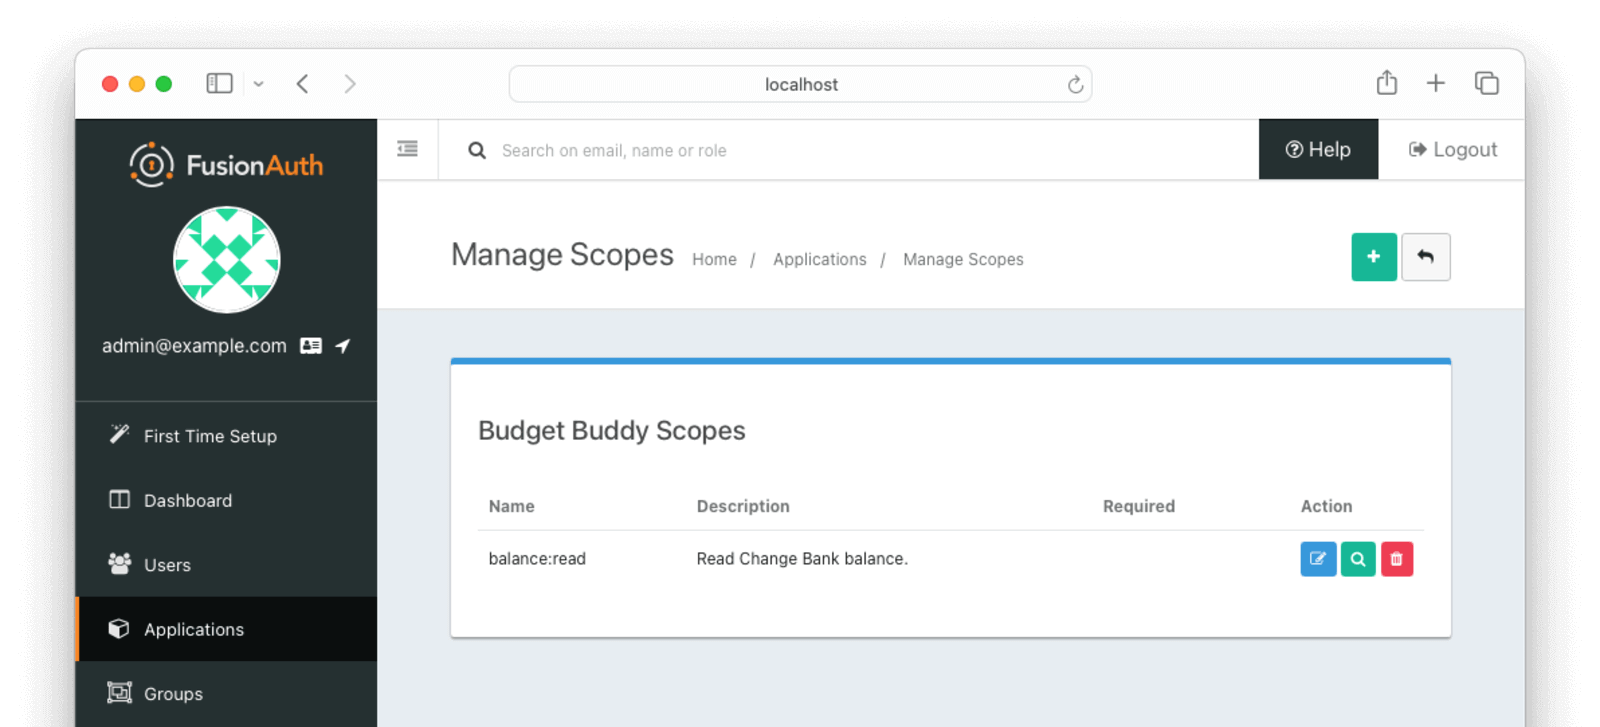 localhost
FusionAuth
Search on email, name or role
Help
Logout
admin@example.com
Manage Scopes
Home / Applications / Manage Scopes
First Time Setup
Dashboard
Users
Applications
Groups
Budget Buddy Scopes
Name Description Required Action
balance:read Read Change Bank balance.